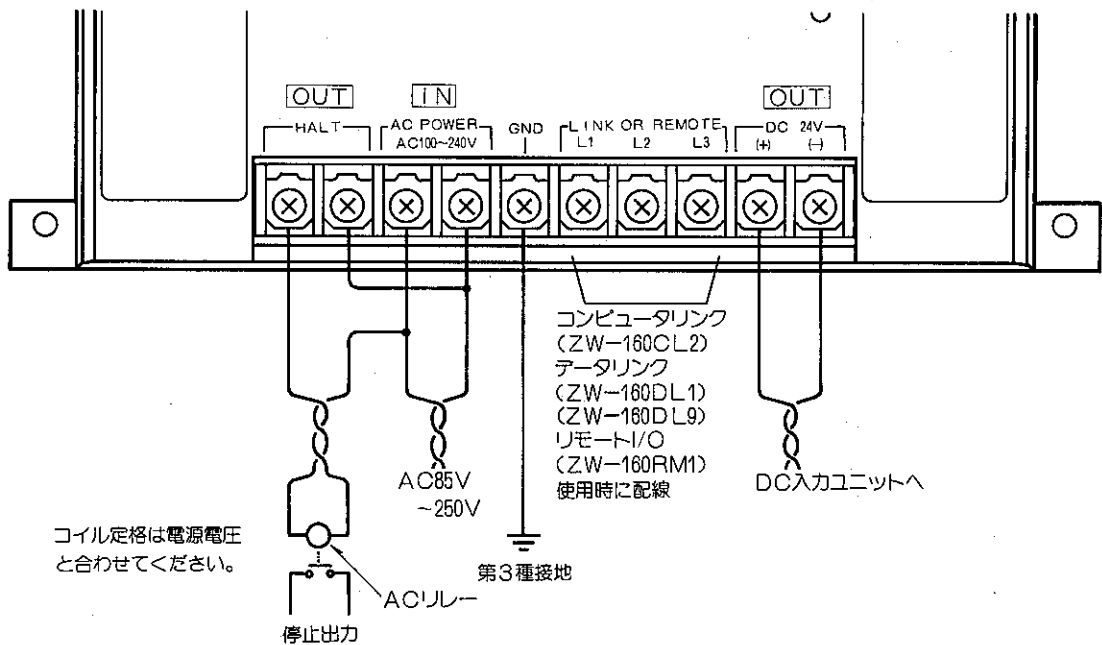 OUT IN OUT
HALT AC POWER GND LINK OR REMOTE DC 24V
AC100~240V L1 L2 L3 (+) (−)
コンピュータリンク
(ZW−160CL2)
データリンク
(ZW−160DL1)
(ZW−160DL9)
リモートI/O
(ZW−160RM1)
使用時に配線
AC85V
~250V
DC入力ユニットへ
コイル定格は電源電圧
と合わせてください。
第3種接地
ACリレー
停止出力